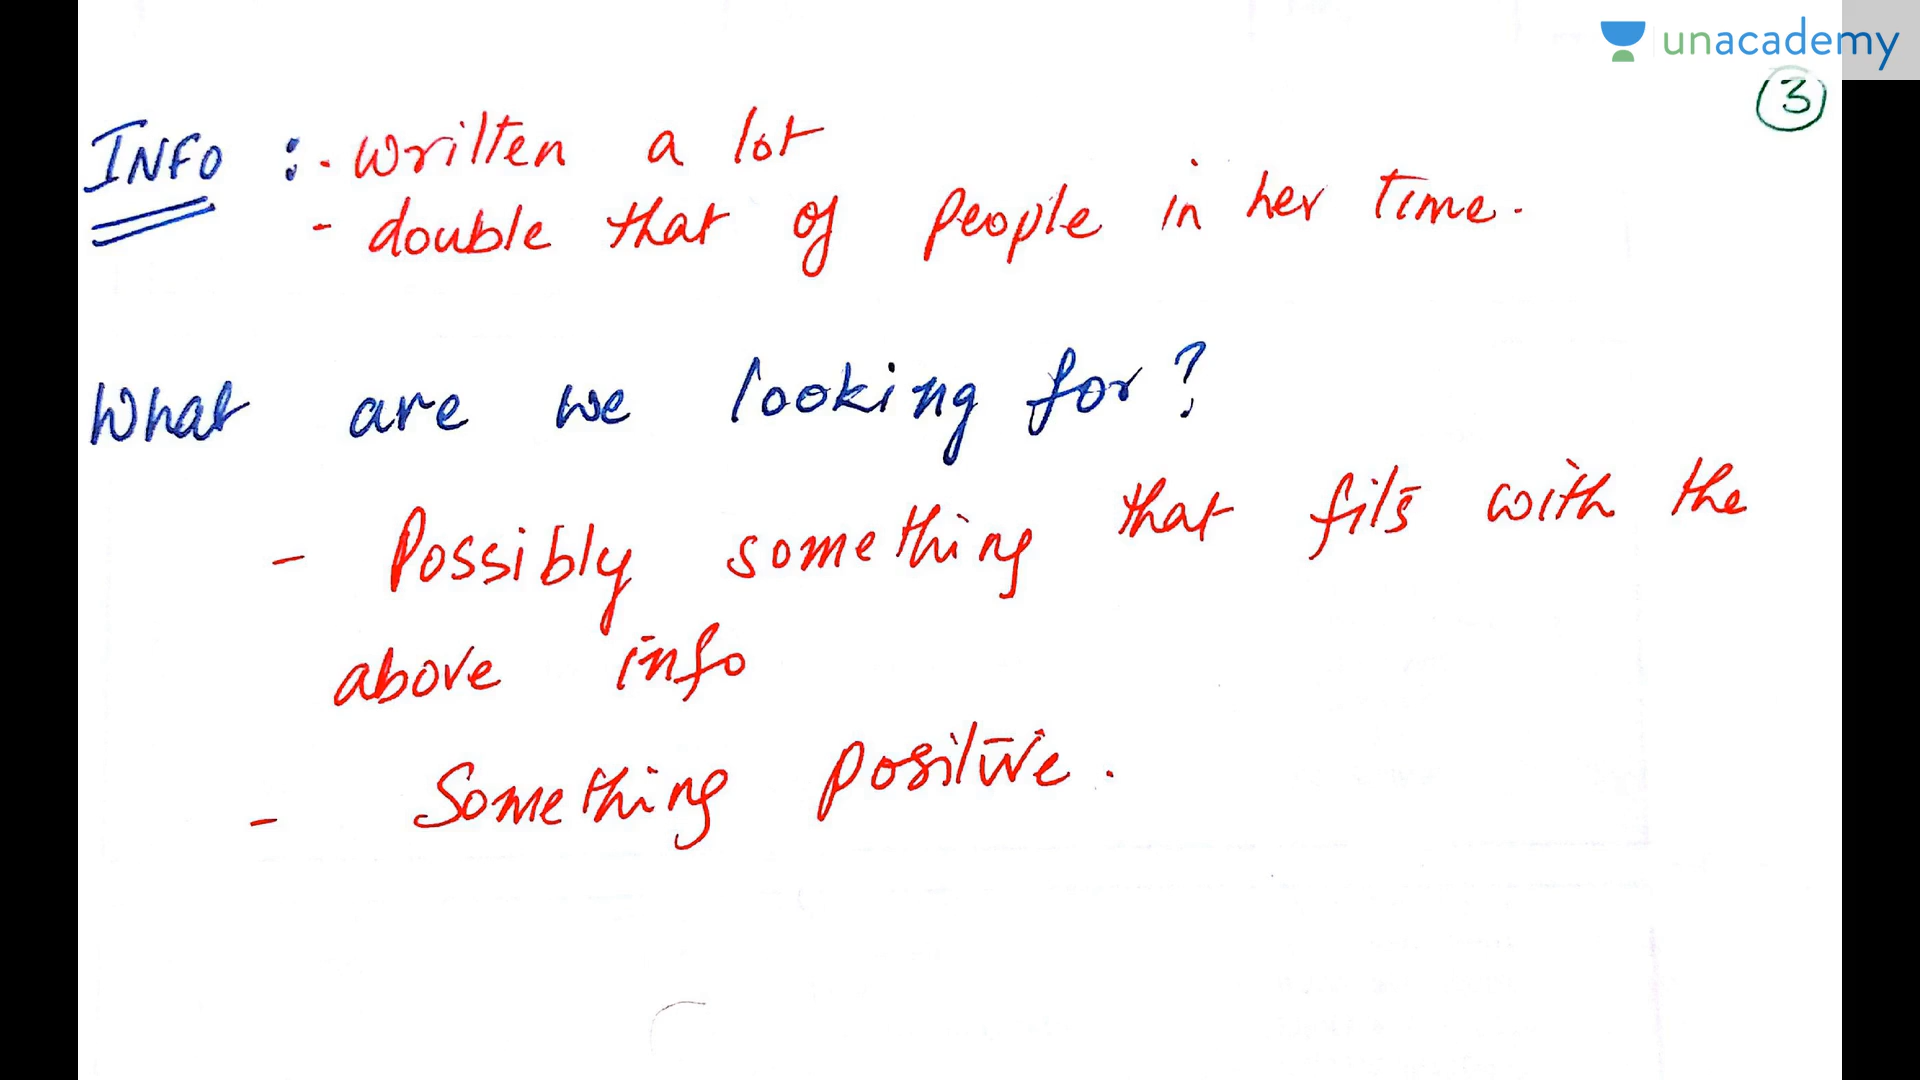 unacademy
3
INFO :- written a lot
- double that of people in her time.
What are we looking for?
- Possibly something that fits with the
above info
- Something positive.